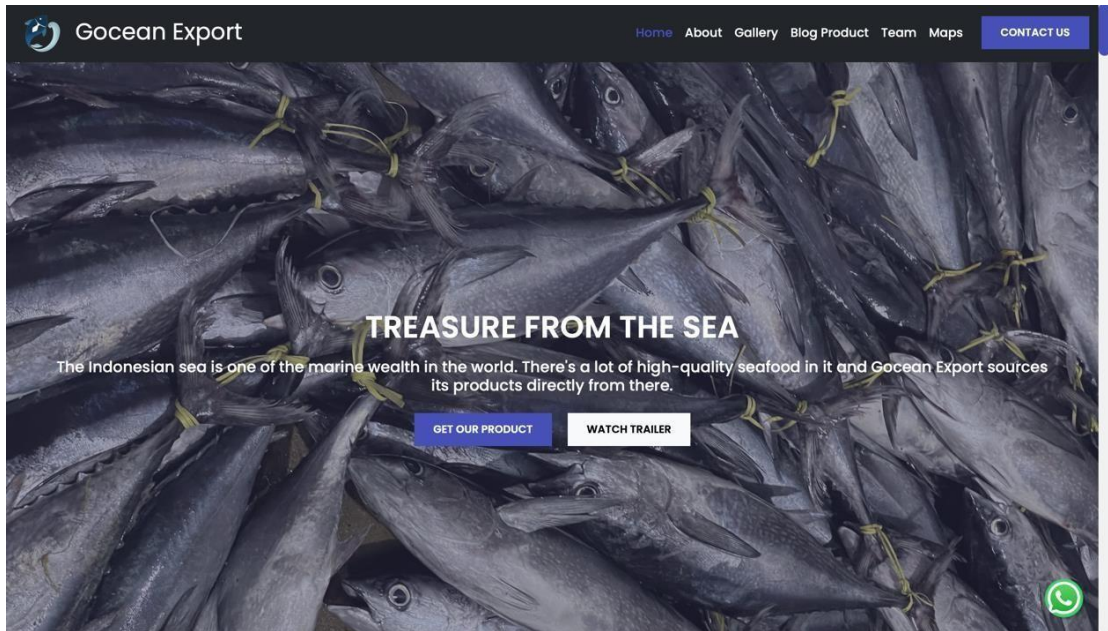 Gocean Export
Home About Gallery Blog Product Team Maps CONTACT US
TREASURE FROM THE SEA
The Indonesian sea is one of the marine wealth in the world. There's a lot of high-quality seafood in it and Gocean Export sources
its products directly from there.
GET OUR PRODUCT WATCH TRAILER